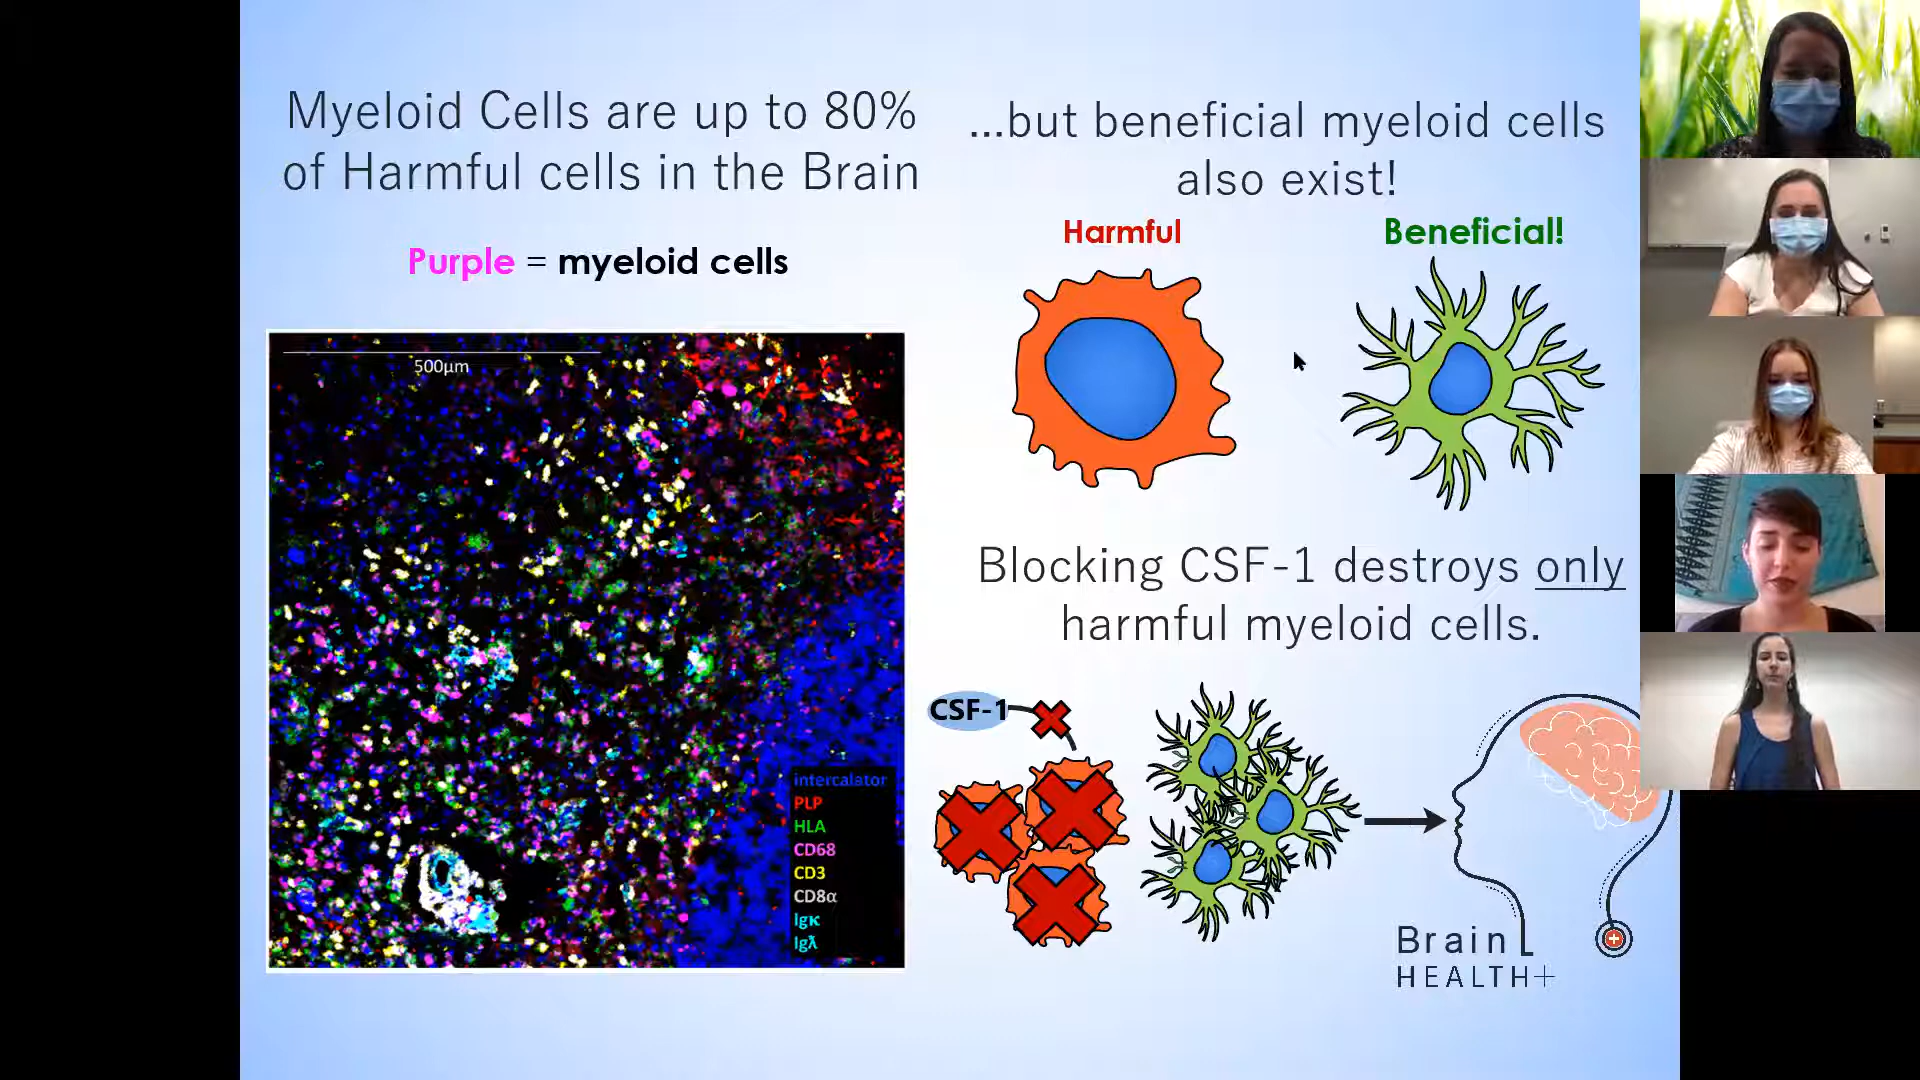 Myeloid Cells are up to 80%
of Harmful cells in the Brain
Purple = myeloid cells
500µm
intercalator
PLP
HLA
CD68
CD3
CD8α
Igκ
Igλ
...but beneficial myeloid cells
also exist!
Harmful
Beneficial!
Blocking CSF-1 destroys only
harmful myeloid cells.
CSF-1
Brain
HEALTH+